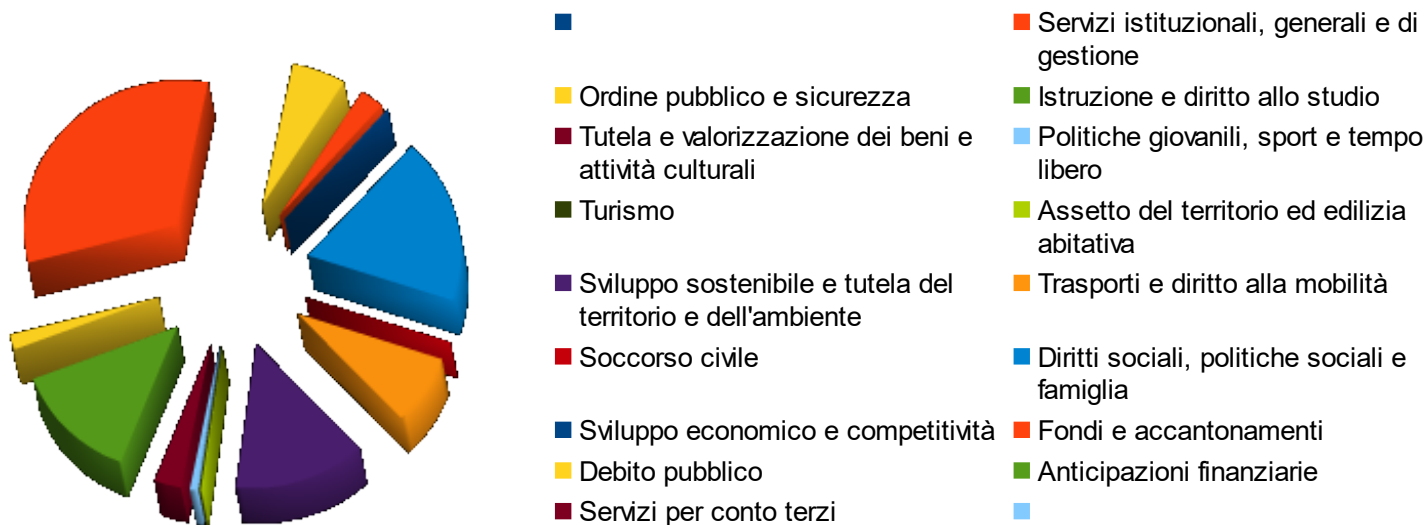 Servizi istituzionali, generali e di
gestione
Ordine pubblico e sicurezza
Istruzione e diritto allo studio
Tutela e valorizzazione dei beni e
attività culturali
Politiche giovanili, sport e tempo
libero
Turismo
Assetto del territorio ed edilizia
abitativa
Sviluppo sostenibile e tutela del
territorio e dell'ambiente
Trasporti e diritto alla mobilità
Soccorso civile
Diritti sociali, politiche sociali e
famiglia
Sviluppo economico e competitività
Fondi e accantonamenti
Debito pubblico
Anticipazioni finanziarie
Servizi per conto terzi